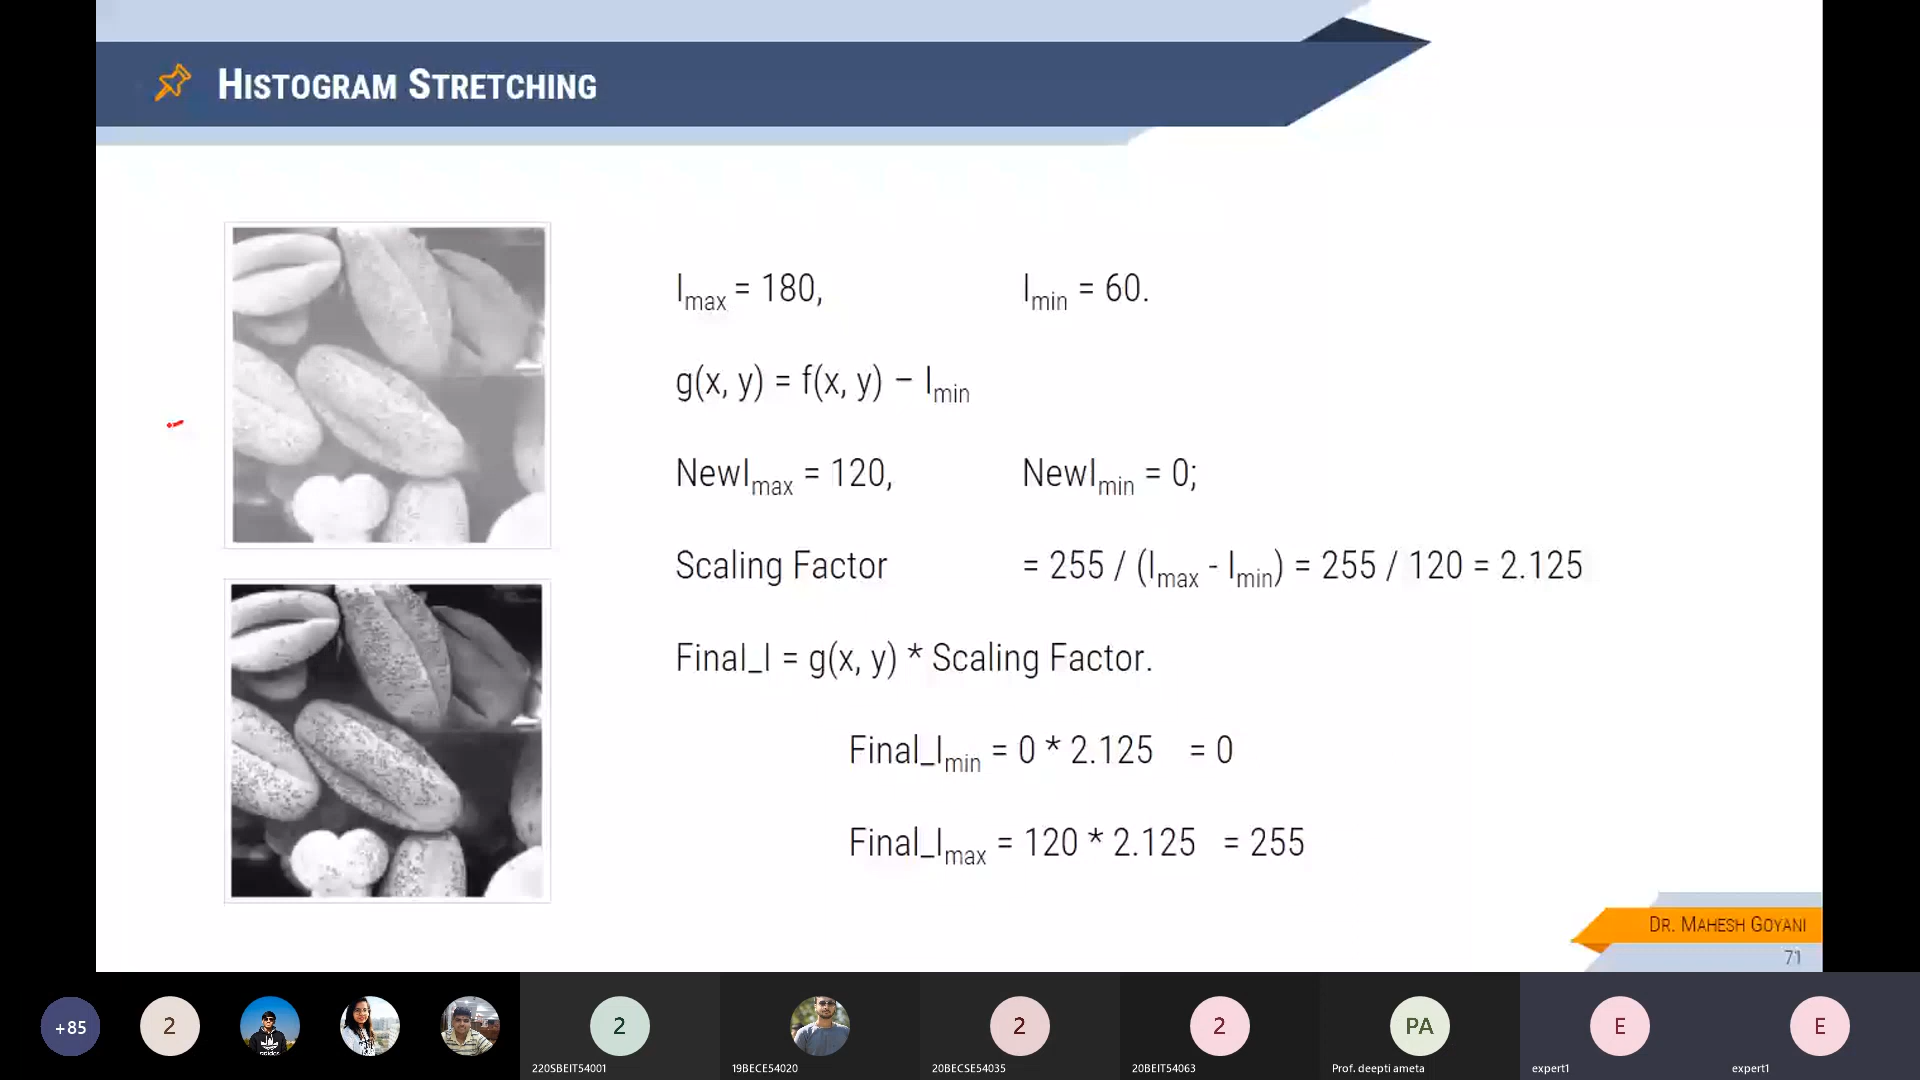 HISTOGRAM STRETCHING
Imax = 180, Imin = 60.
g(x, y) = f(x, y) – Imin
NewImax = 120, NewImin = 0;
Scaling Factor = 255 / (Imax - Imin) = 255 / 120 = 2.125
Final_I = g(x, y) * Scaling Factor.
Final_Imin = 0 * 2.125 = 0
Final_Imax = 120 * 2.125 = 255
DR. MAHESH GOYANI
71
+85 2 2 2 2 PA E E
220SBEIT54001 19BECE54020 20BECSE54035 20BEIT54063 Prof. deepti ameta expert1 expert1